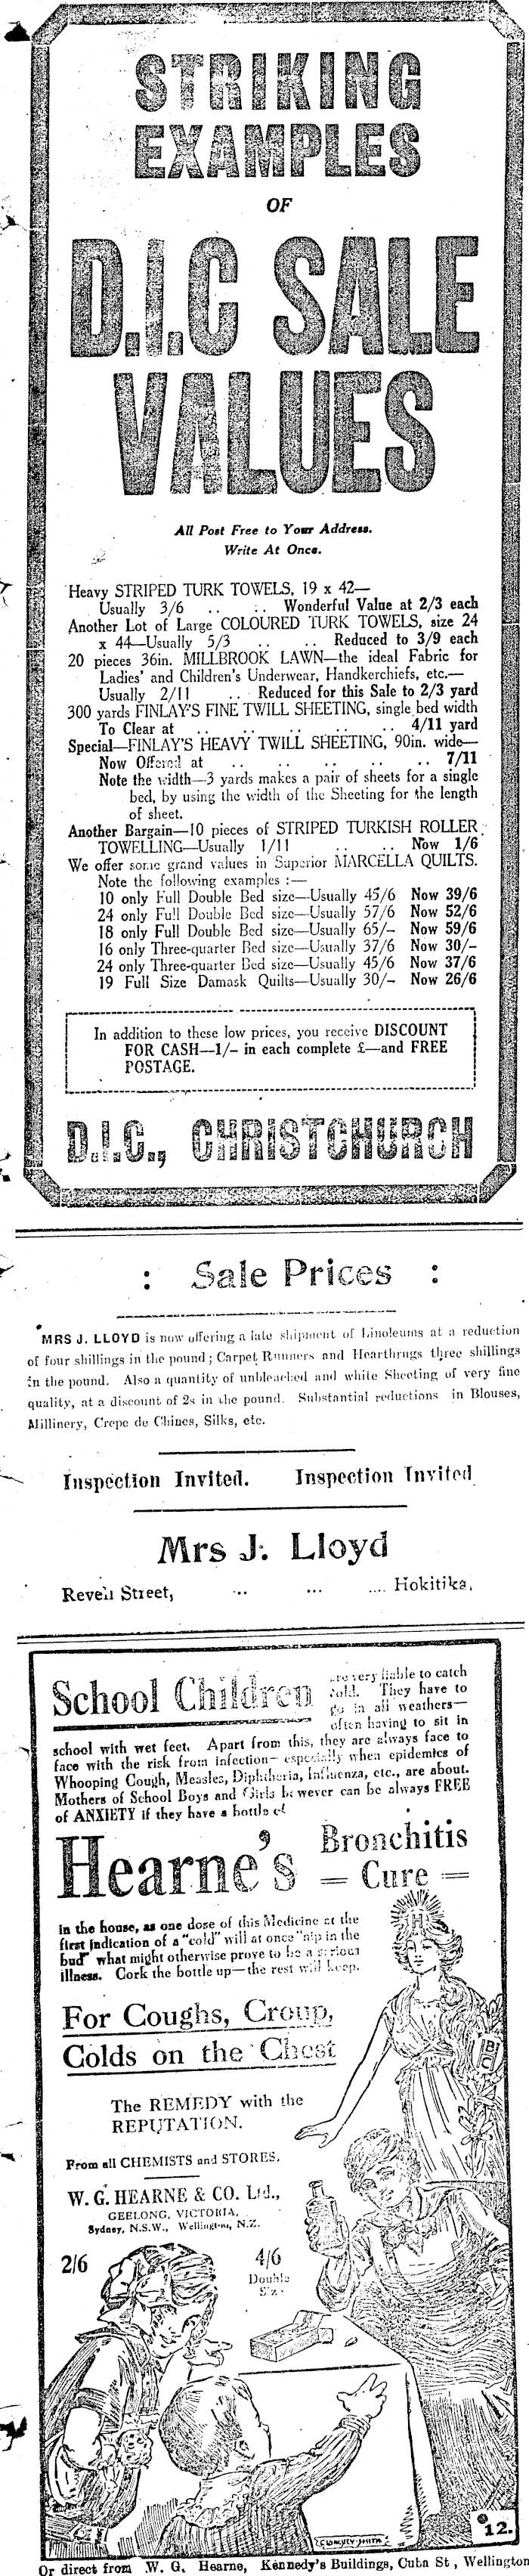 STRIKING
EXAMPLES
OF
D.I.C SALE
VALUES
All Post Free to Your Address.
Write At Once.
Heavy STRIPED TURK TOWELS, 19 x 42—
Usually 3/6 .. .. Wonderful Value at 2/3 each
Another Lot of Large COLOURED TURK TOWELS, size 24
x 44—Usually 5/3 .. .. Reduced to 3/9 each
20 pieces 36in. MILLBROOK LAWN—the ideal Fabric for
Ladies' and Children's Underwear, Handkerchiefs, etc.—
Usually 2/11 .. Reduced for this Sale to 2/3 yard
300 yards FINLAY'S FINE TWILL SHEETING, single bed width
To Clear at .. .. .. .. .. .. 4/11 yard
Special—FINLAY'S HEAVY TWILL SHEETING, 90in. wide—
Now Offered at .. .. .. .. .. .. 7/11
Note the width—3 yards makes a pair of sheets for a single
bed, by using the width of the Sheeting for the length
of sheet.
Another Bargain—10 pieces of STRIPED TURKISH ROLLER
TOWELLING—Usually 1/11 .. .. .. Now 1/6
We offer some grand values in Superior MARCELLA QUILTS.
Note the following examples :—
10 only Full Double Bed size—Usually 45/6 Now 39/6
24 only Full Double Bed size—Usually 57/6 Now 52/6
18 only Full Double Bed size—Usually 65/- Now 59/6
16 only Three-quarter Bed size—Usually 37/6 Now 30/-
24 only Three-quarter Bed size—Usually 45/6 Now 37/6
19 Full Size Damask Quilts—Usually 30/- Now 26/6
In addition to these low prices, you receive DISCOUNT
FOR CASH—1/- in each complete £—and FREE
POSTAGE.
D.I.C., CHRISTCHURCH
: Sale Prices :
MRS J. LLOYD is now offering a late shipment of Linoleums at a reduction
of four shillings in the pound; Carpet Runners and Hearthrugs three shillings
in the pound. Also a quantity of unbleached and white Sheeting of very fine
quality, at a discount of 2s in the pound. Substantial reductions in Blouses,
Millinery, Crepe de Chines, Silks, etc.
Inspection Invited. Inspection Invited
Mrs J. Lloyd
Revell Street, .. ... .... Hokitika.
School Children are very liable to catch
cold. They have to
go in all weathers—
often having to sit in
school with wet feet. Apart from this, they are always face to
face with the risk from infection—especially when epidemics of
Whooping Cough, Measles, Diphtheria, Influenza, etc., are about.
Mothers of School Boys and Girls however can be always FREE
of ANXIETY if they have a bottle of
Hearne's Bronchitis
= Cure =
in the house, as one dose of this Medicine at the
first indication of a "cold" will at once "nip in the
bud" what might otherwise prove to be a serious
illness. Cork the bottle up—the rest will keep.
For Coughs, Croup,
Colds on the Chest
The REMEDY with the
REPUTATION.
From all CHEMISTS and STORES.
W. G. HEARNE & CO. Ltd.,
GEELONG, VICTORIA,
Sydney, N.S.W., Wellington, N.Z.
2/6 4/6
Double
Size
H
B
C
12.
Or direct from W. G. Hearne, Kennedy's Buildings, Cuba St, Wellington